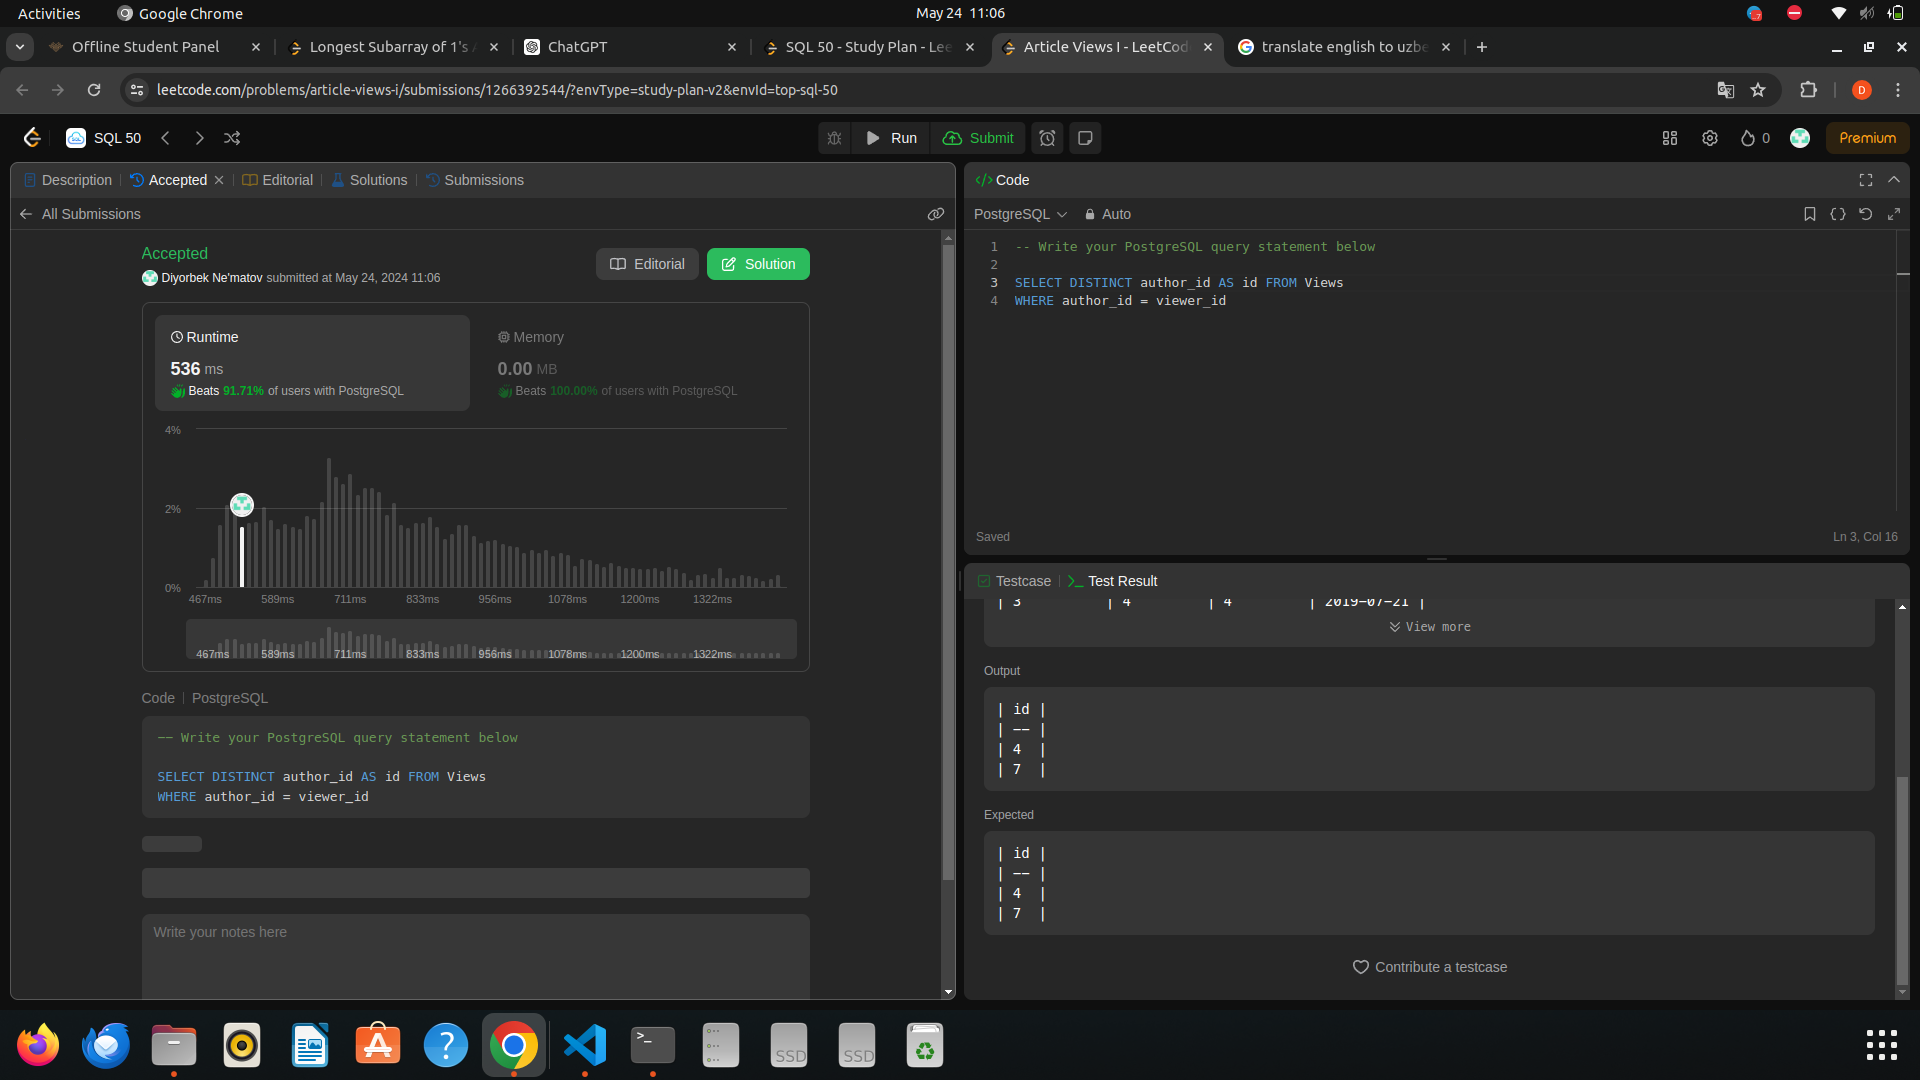 Activities
Google Chrome
May 24 11:06
Offline Student Panel
Longest Subarray of 1's
ChatGPT
SQL 50 - Study Plan - Lee
Article Views I - LeetCod
translate english to uzbe
leetcode.com/problems/article-views-i/submissions/1266392544/?envType=study-plan-v2&envId=top-sql-50
D
SQL 50
Run
Submit
0
Premium
Description
Accepted
Editorial
Solutions
Submissions
All Submissions
Accepted
Diyorbek Ne'matov submitted at May 24, 2024 11:06
Editorial
Solution
Runtime
536 ms
Beats 91.71% of users with PostgreSQL
Memory
0.00 MB
Beats 100.00% of users with PostgreSQL
4%
2%
0%
467ms 589ms 711ms 833ms 956ms 1078ms 1200ms 1322ms
467ms 589ms 711ms 833ms 956ms 1078ms 1200ms 1322ms
Code | PostgreSQL
-- Write your PostgreSQL query statement below
SELECT DISTINCT author_id AS id FROM Views
WHERE author_id = viewer_id
Write your notes here
</> Code
PostgreSQL
Auto
1 -- Write your PostgreSQL query statement below
2
3 SELECT DISTINCT author_id AS id FROM Views
4 WHERE author_id = viewer_id
Saved
Ln 3, Col 16
Testcase
Test Result
| 3 | 4 | 4 | 2019-07-21 |
View more
Output
| id |
| -- |
| 4 |
| 7 |
Expected
| id |
| -- |
| 4 |
| 7 |
Contribute a testcase
SSD
SSD